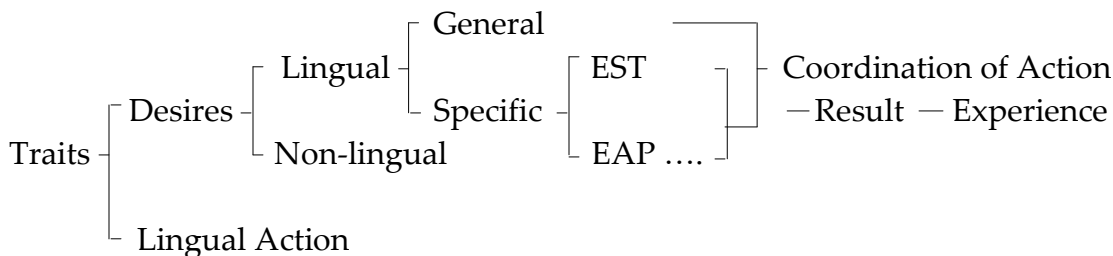 General
Lingual EST Coordination of Action
Desires Specific — Result — Experience
Traits Non-lingual EAP ….
Lingual Action